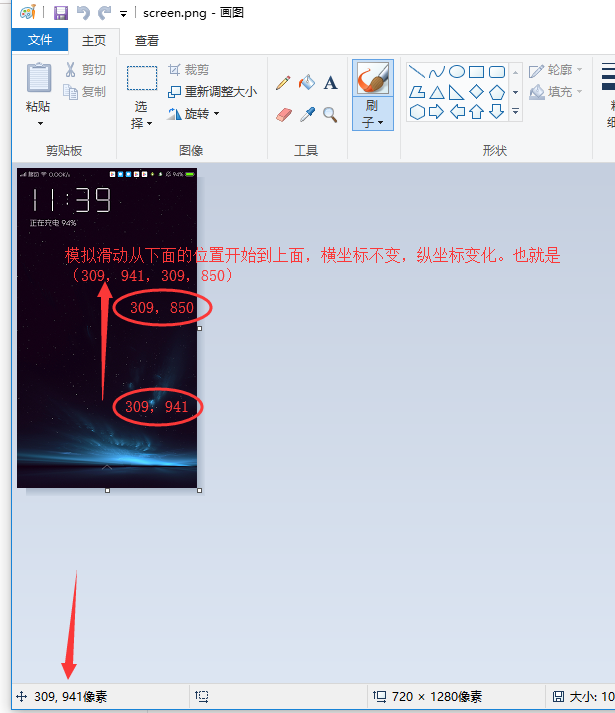 screen.png - 画图
文件 主页 查看
粘贴
剪切
复制
剪贴板
选择
裁剪
重新调整大小
旋转
图像
A
工具
刷子
轮廓
填充
形状
细
0.00K/s 94%
11:39
正在充电 94%
模拟滑动从下面的位置开始到上面，横坐标不变，纵坐标变化。也就是
（309，941，309，850）
309，850
309，941
309, 941像素
720 × 1280像素
大小: 10